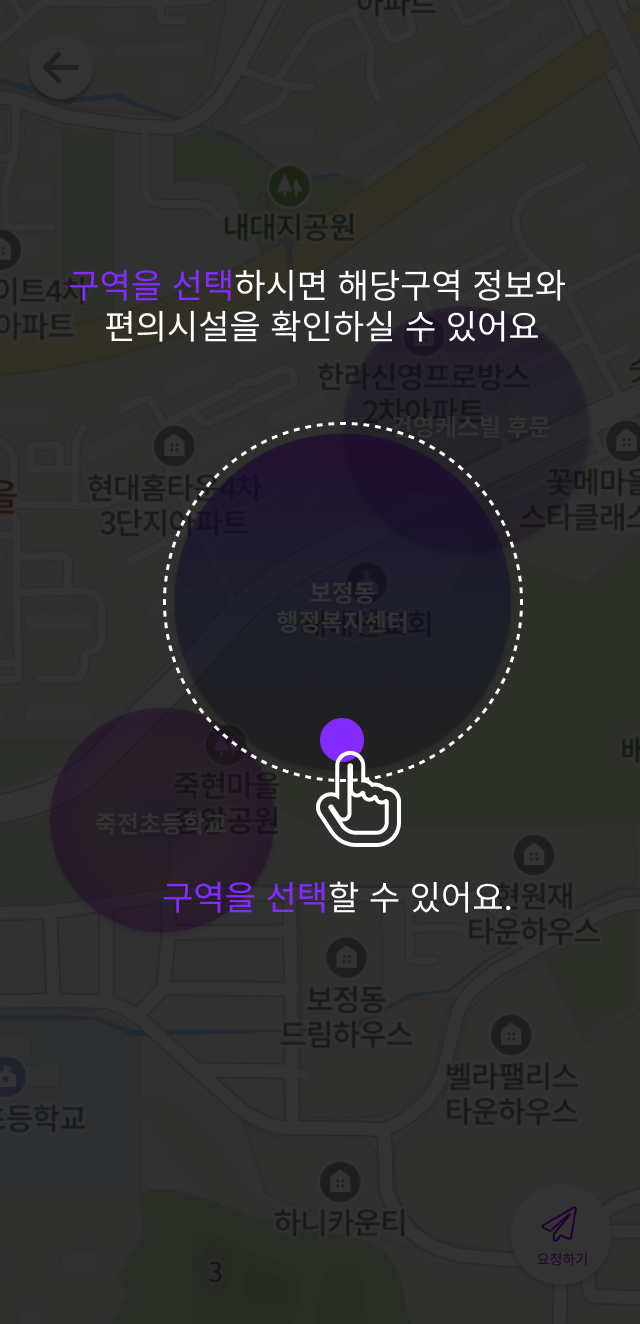 아파트
내대지공원
이트4차
아파트
구역을 선택하시면 해당구역 정보와
편의시설을 확인하실 수 있어요
한라신영프로방스
2차아파트
건영케스빌 후문
현대홈타운4차
3단지아파트
꽃메마을
스타클래스
을
보정동
행정복지센터
배
죽현마을
중앙공원
죽전초등학교
구역을 선택할 수 있어요.
현원재
타운하우스
보정동
드림하우스
벨라팰리스
타운하우스
초등학교
하니카운티
요청하기
3